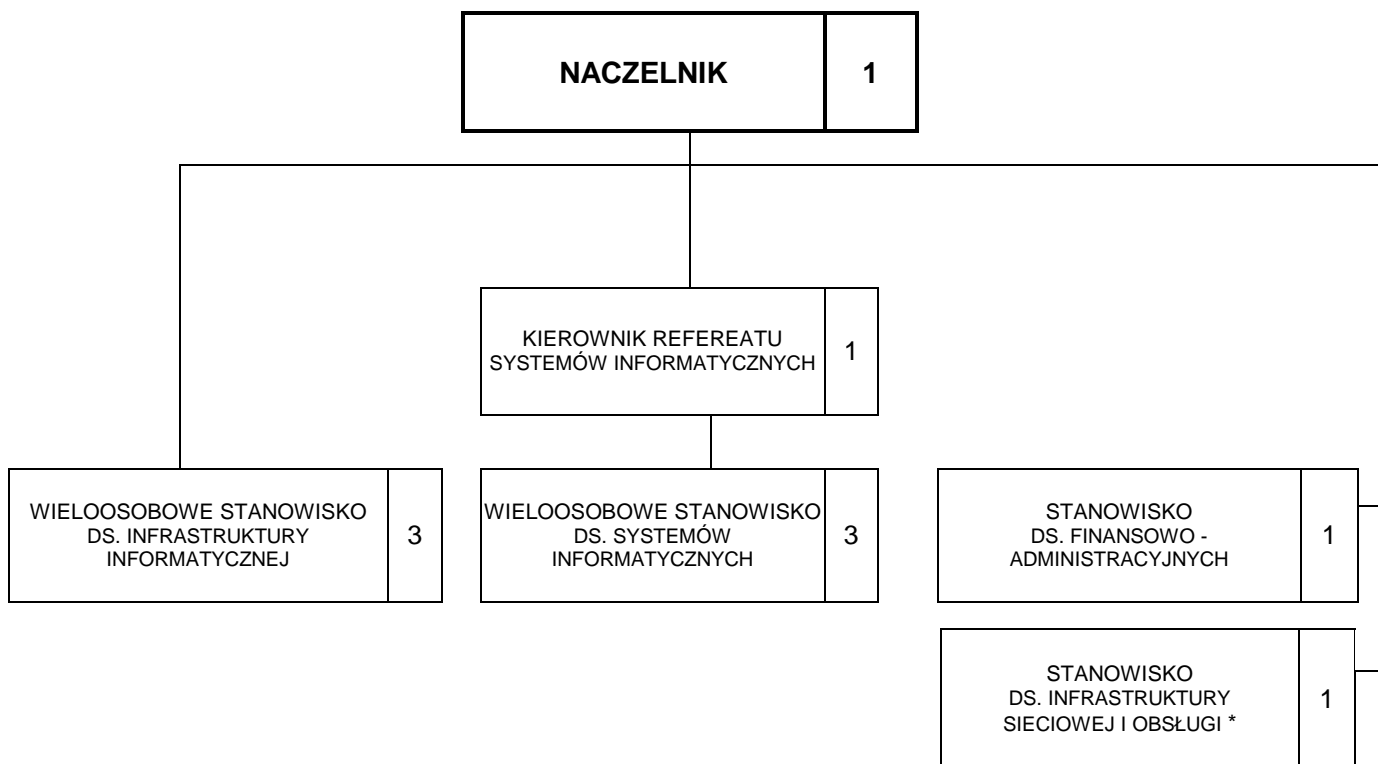 NACZELNIK
1
KIEROWNIK REFEREATU
SYSTEMÓW INFORMATYCZNYCH
1
WIELOOSOBOWE STANOWISKO
DS. INFRASTRUKTURY
INFORMATYCZNEJ
3
WIELOOSOBOWE STANOWISKO
DS. SYSTEMÓW
INFORMATYCZNYCH
3
STANOWISKO
DS. FINANSOWO -
ADMINISTRACYJNYCH
1
STANOWISKO
DS. INFRASTRUKTURY
SIECIOWEJ I OBSŁUGI *
1